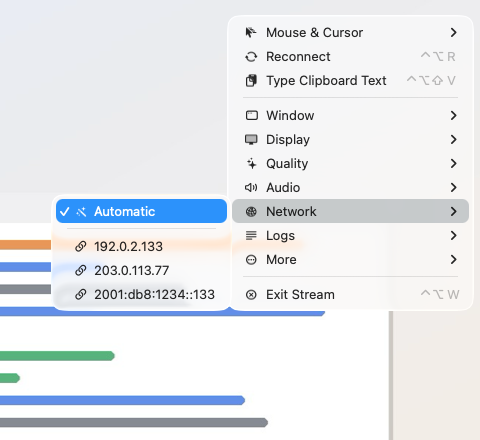 Mouse & Cursor
Reconnect ⌃⌥R
Type Clipboard Text ⌃⌥⇧V
Window
Display
Quality
Audio
Network
Logs
More
Exit Stream ⌃⌥W
Automatic
192.0.2.133
203.0.113.77
2001:db8:1234::133